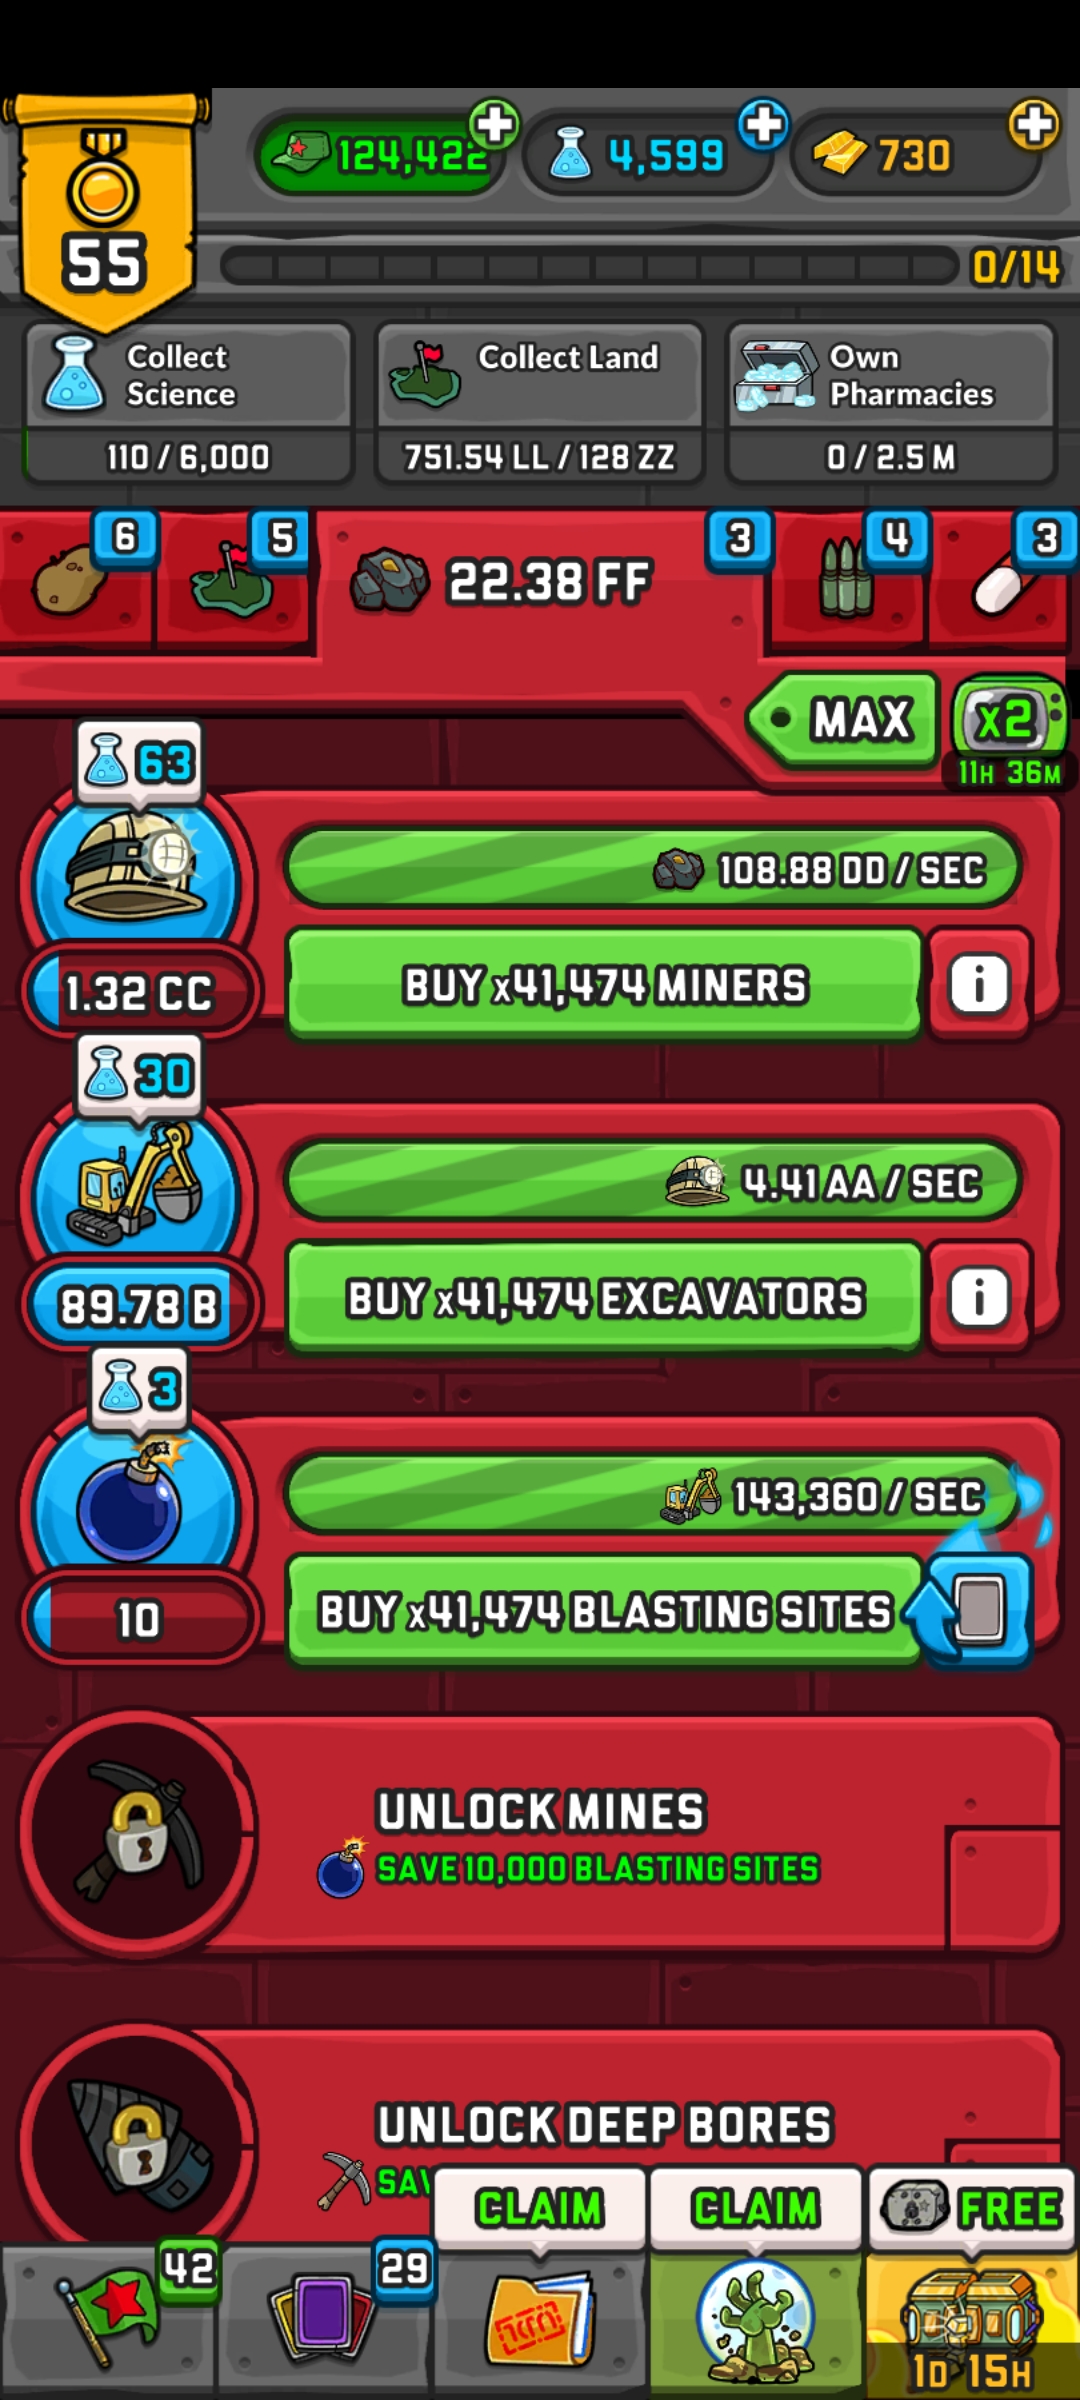 124,422
4,599
730
55
0/14
Collect
Science
110 / 6,000
Collect Land
751.54 LL / 128 ZZ
Own
Pharmacies
0 / 2.5 M
6
5
22.38 FF
3
4
3
MAX
x2
11H 36M
63
108.88 DD / SEC
1.32 CC
BUY x41,474 MINERS
i
30
4.41 AA / SEC
89.78 B
BUY x41,474 EXCAVATORS
i
3
143,360 / SEC
10
BUY x41,474 BLASTING SITES
UNLOCK MINES
SAVE 10,000 BLASTING SITES
UNLOCK DEEP BORES
CLAIM
CLAIM
FREE
42
29
1D 15H